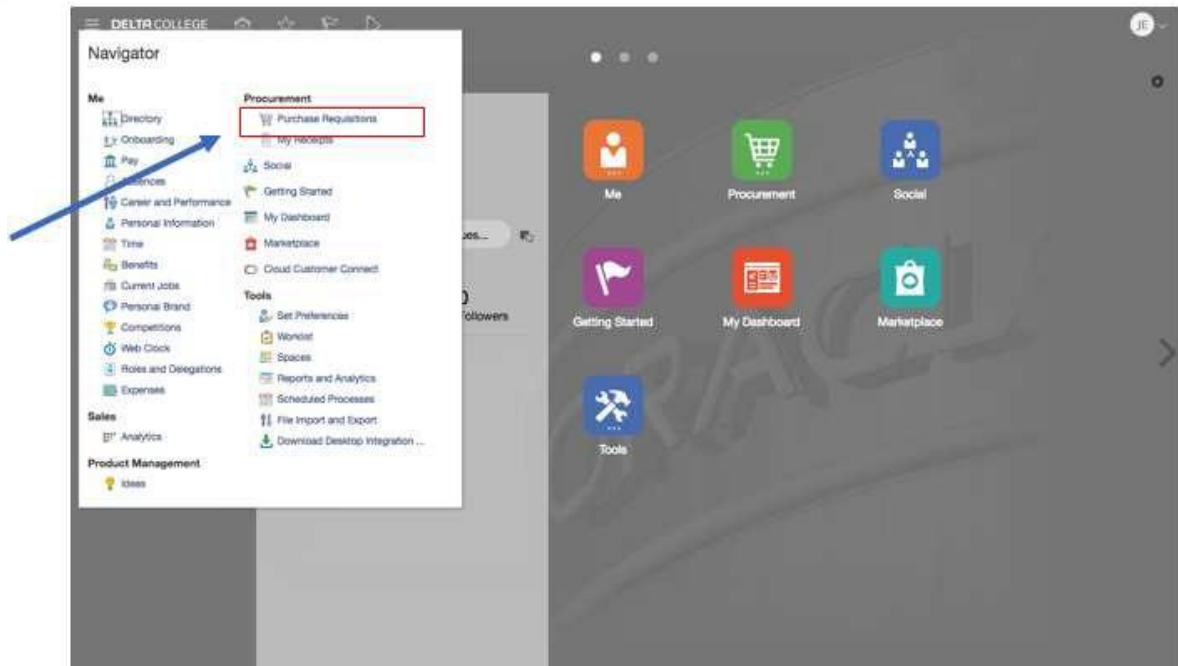 DELTA COLLEGE
JE
Navigator
Me
Directory
Onboarding
Pay
Absences
Career and Performance
Personal Information
Time
Benefits
Current Jobs
Personal Brand
Competitions
Web Clock
Roles and Delegations
Expenses
Sales
Analytics
Product Management
Ideas
Procurement
Purchase Requisitions
My Receipts
Social
Getting Started
My Dashboard
Marketplace
Cloud Customer Connect
Tools
Set Preferences
Worklist
Spaces
Reports and Analytics
Scheduled Processes
File Import and Export
Download Desktop Integration ...
ues...
Followers
Me
Procurement
Social
Getting Started
My Dashboard
Marketplace
Tools
ORACL